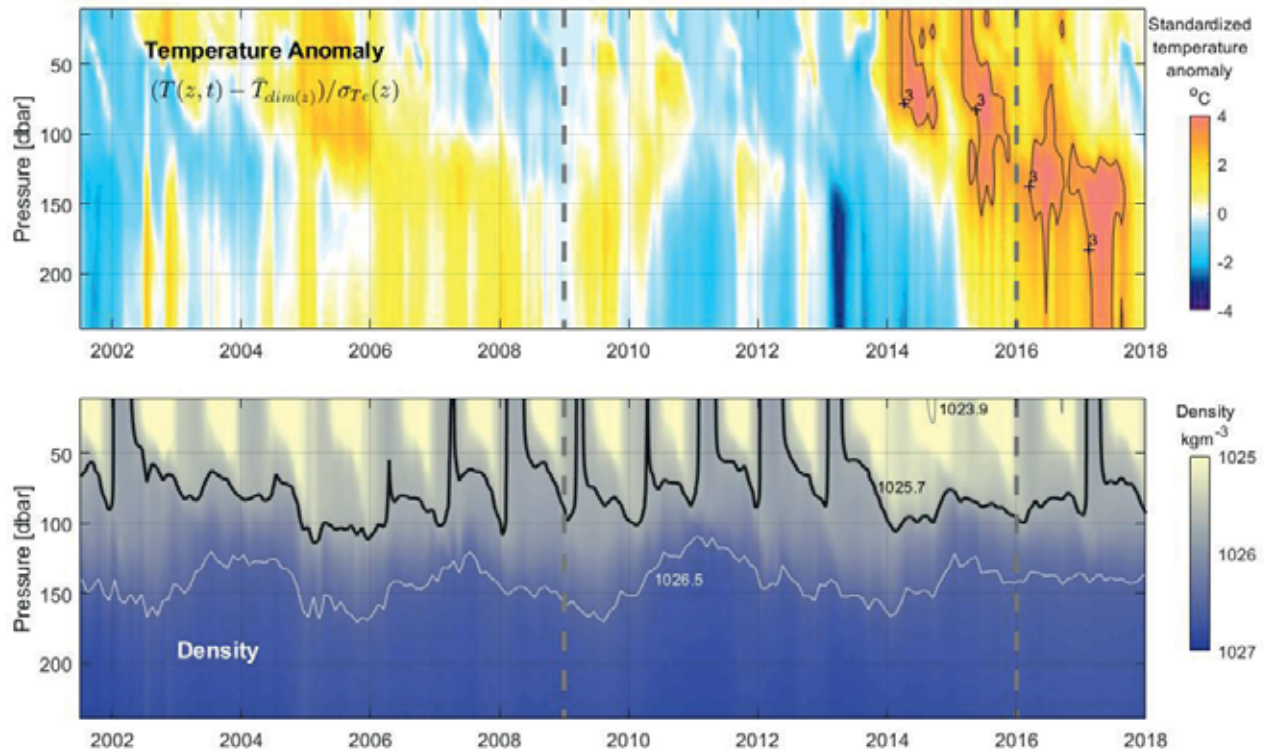 Temperature Anomaly
(T(z,t) − T̄_clim(z))/σ_Tc(z)
Standardized
temperature
anomaly
°C
4
2
0
-2
-4
Pressure [dbar]
50
100
150
200
3
3
3
3
2002 2004 2006 2008 2010 2012 2014 2016 2018
Density
kgm⁻³
1025
1026
1027
Pressure [dbar]
50
100
150
200
1023.9
1025.7
1026.5
Density
2002 2004 2006 2008 2010 2012 2014 2016 2018